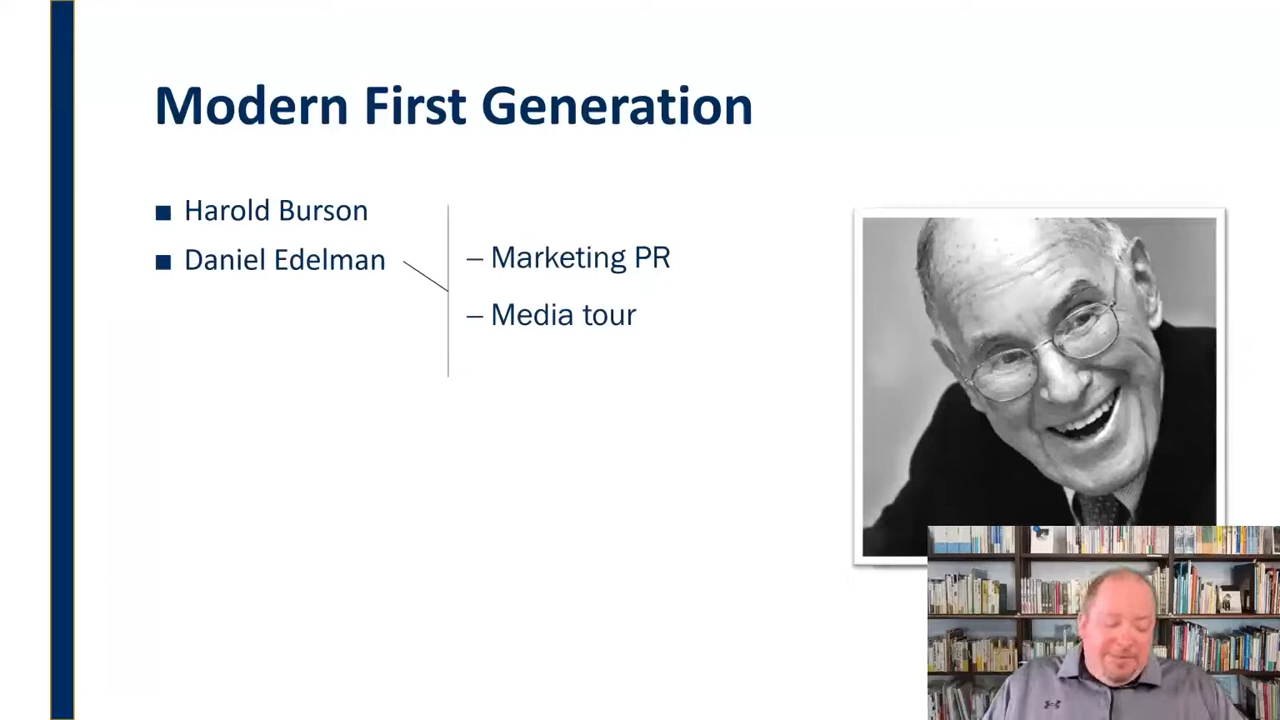 Modern First Generation
■ Harold Burson
■ Daniel Edelman
– Marketing PR
– Media tour